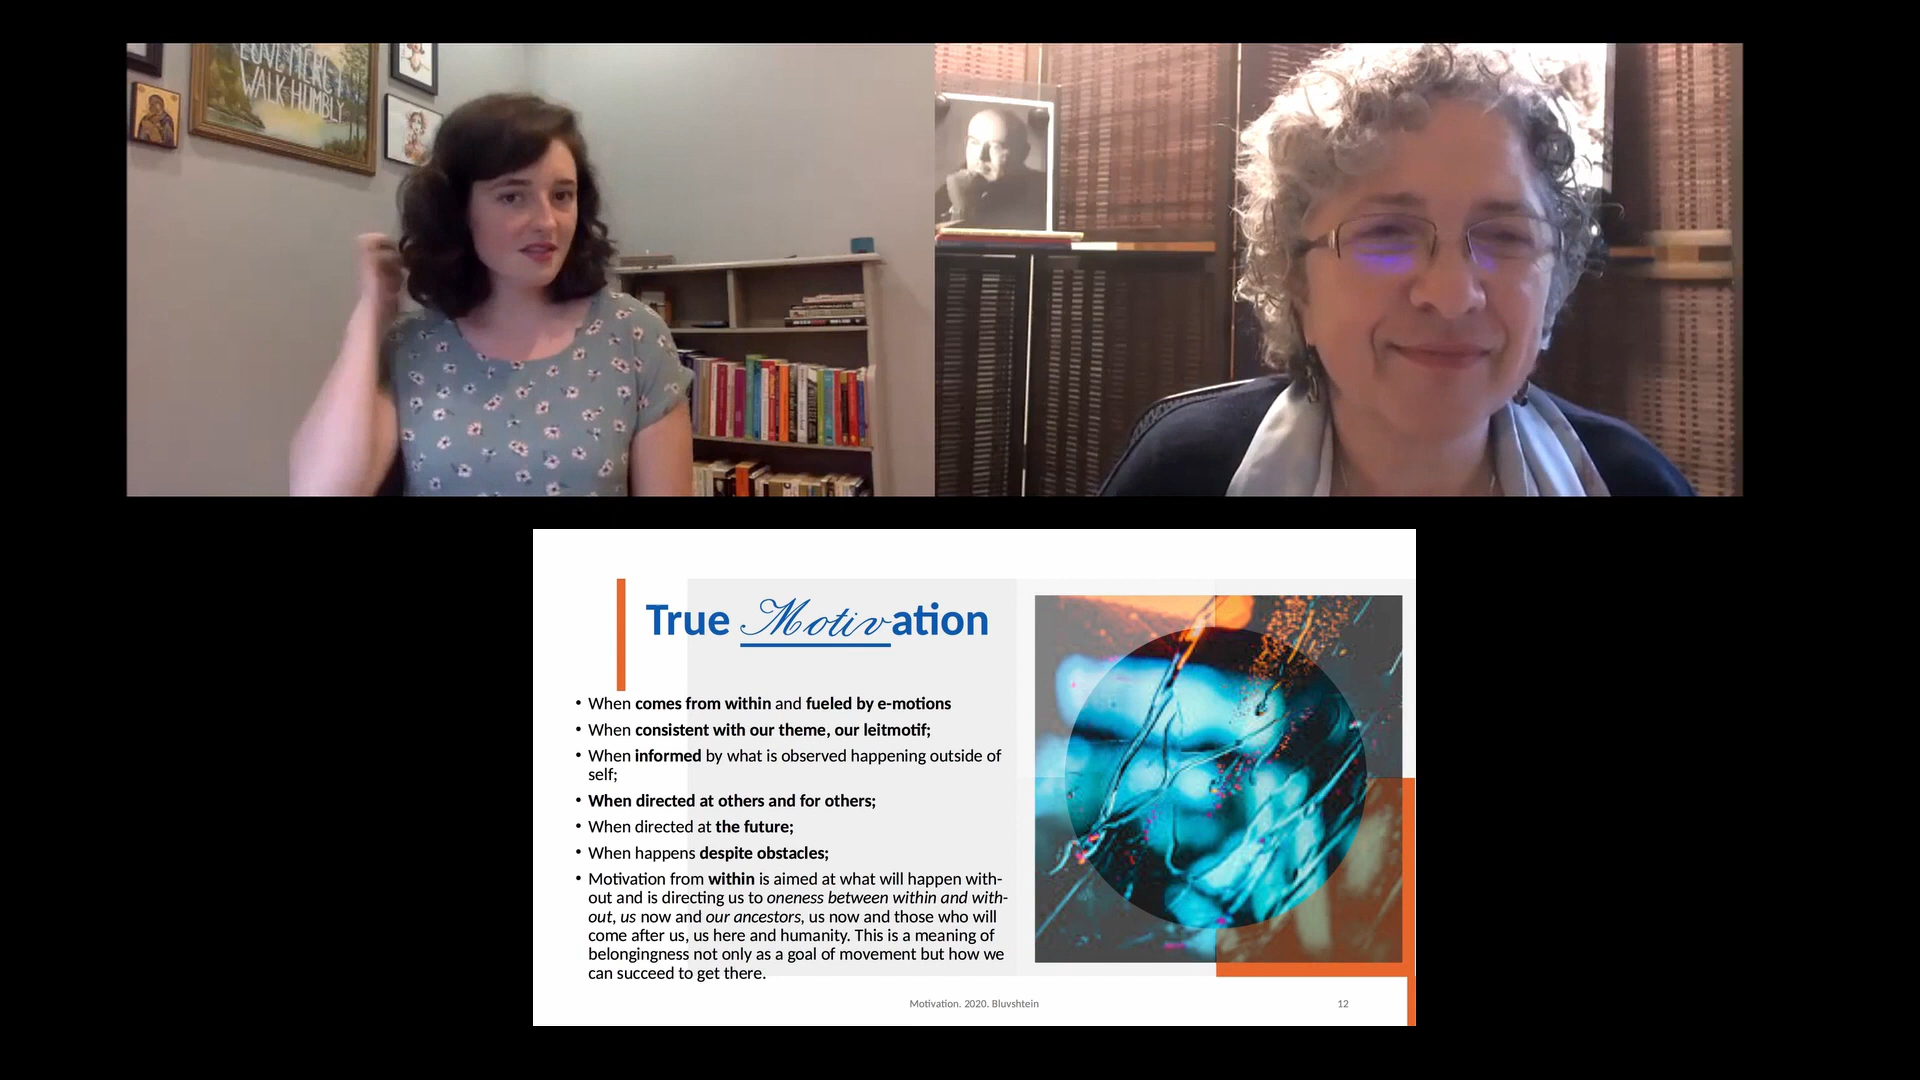 LOVE MERCY
WALK HUMBLY
True Motivation
• When comes from within and fueled by e-motions
• When consistent with our theme, our leitmotif;
• When informed by what is observed happening outside of
self;
• When directed at others and for others;
• When directed at the future;
• When happens despite obstacles;
• Motivation from within is aimed at what will happen with-
out and is directing us to oneness between within and with-
out, us now and our ancestors, us now and those who will
come after us, us here and humanity. This is a meaning of
belongingness not only as a goal of movement but how we
can succeed to get there.
Motivation. 2020. Bluvshtein
12